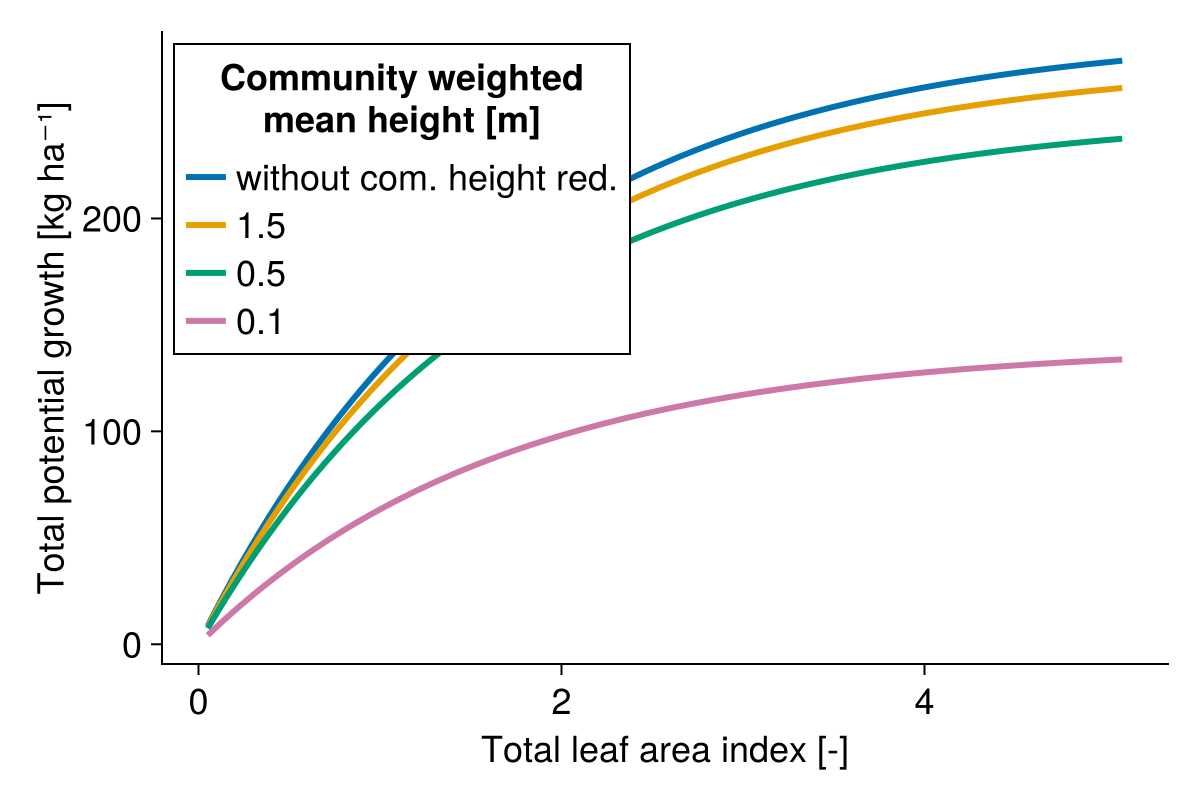 Community weighted
mean height [m]
without com. height red.
1.5
0.5
0.1
Total potential growth [kg ha⁻¹]
200
100
0
0 2 4
Total leaf area index [-]